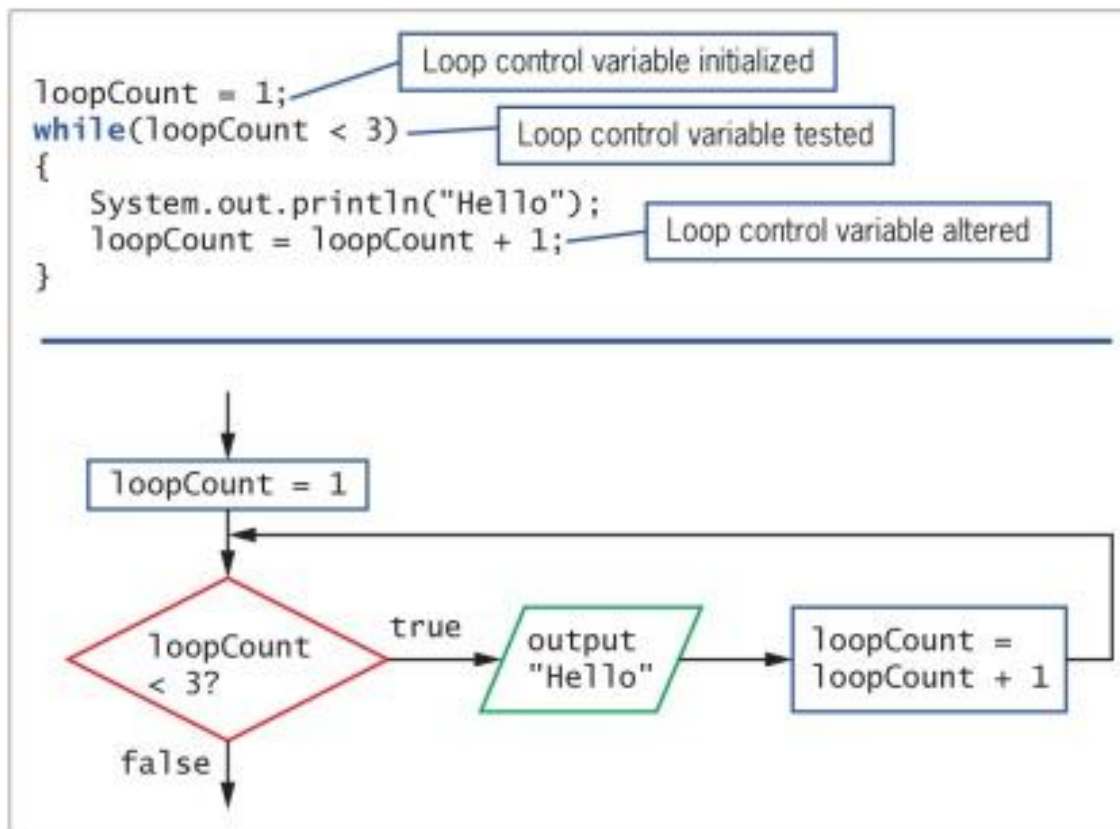 Loop control variable initialized
loopCount = 1;
while(loopCount < 3)
Loop control variable tested
{
System.out.println("Hello");
loopCount = loopCount + 1;
Loop control variable altered
}
loopCount = 1
loopCount
< 3?
true
output
"Hello"
loopCount =
loopCount + 1
false